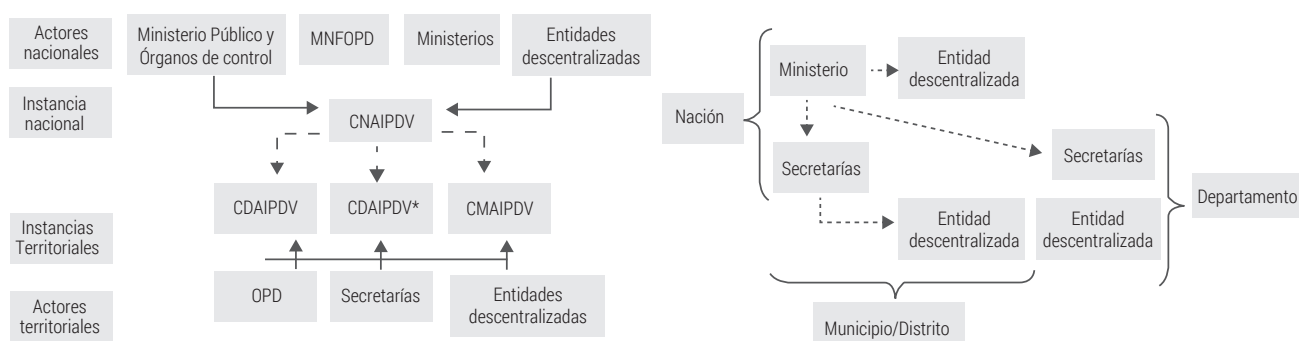 Actores
nacionales
Ministerio Público y
Órganos de control
MNFOPD
Ministerios
Entidades
descentralizadas
Instancia
nacional
CNAIPDV
CDAIPDV
CDAIPDV*
CMAIPDV
Instancias
Territoriales
OPD
Secretarías
Entidades
descentralizadas
Actores
territoriales
Nación
Ministerio
Entidad
descentralizada
Secretarías
Secretarías
Entidad
descentralizada
Entidad
descentralizada
Departamento
Municipio/Distrito